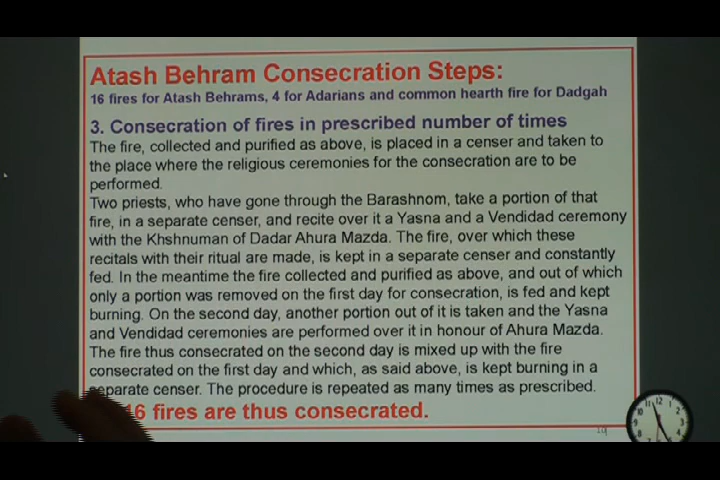 Atash Behram Consecration Steps:
16 fires for Atash Behrams, 4 for Adarians and common hearth fire for Dadgah
3. Consecration of fires in prescribed number of times
The fire, collected and purified as above, is placed in a censer and taken to
the place where the religious ceremonies for the consecration are to be
performed.
Two priests, who have gone through the Barashnom, take a portion of that
fire, in a separate censer, and recite over it a Yasna and a Vendidad ceremony
with the Khshnuman of Dadar Ahura Mazda. The fire, over which these
recitals with their ritual are made, is kept in a separate censer and constantly
fed. In the meantime the fire collected and purified as above, and out of which
only a portion was removed on the first day for consecration, is fed and kept
burning. On the second day, another portion out of it is taken and the Yasna
and Vendidad ceremonies are performed over it in honour of Ahura Mazda.
The fire thus consecrated on the second day is mixed up with the fire
consecrated on the first day and which, as said above, is kept burning in a
separate censer. The procedure is repeated as many times as prescribed.
16 fires are thus consecrated.